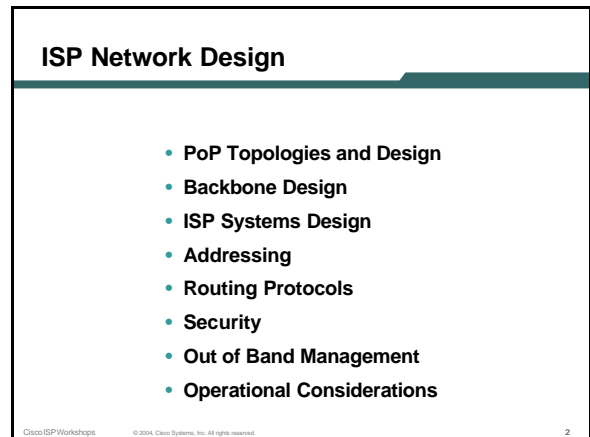 ISP Network Design
• PoP Topologies and Design
• Backbone Design
• ISP Systems Design
• Addressing
• Routing Protocols
• Security
• Out of Band Management
• Operational Considerations
Cisco ISP Workshops © 2004, Cisco Systems, Inc. All rights reserved. 2